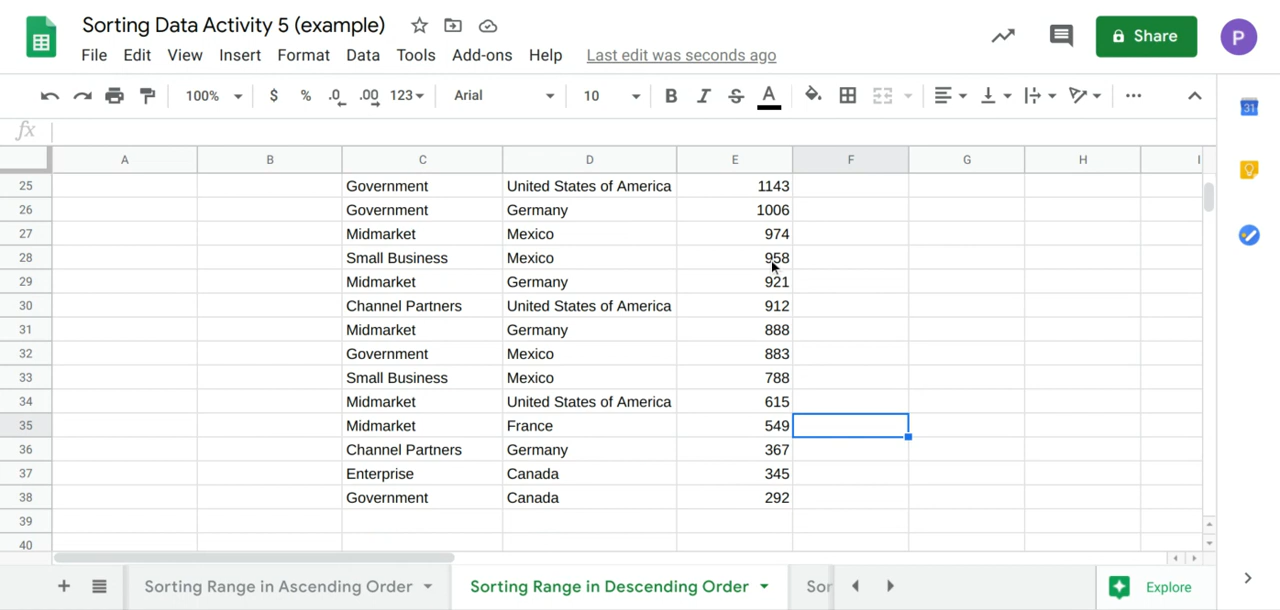 Sorting Data Activity 5 (example)
File Edit View Insert Format Data Tools Add-ons Help Last edit was seconds ago
Share
P
100% $ % .0 .00 123 Arial 10 B I S A
31
fx
A B C D E F G H I
25 Government United States of America 1143
26 Government Germany 1006
27 Midmarket Mexico 974
28 Small Business Mexico 958
29 Midmarket Germany 921
30 Channel Partners United States of America 912
31 Midmarket Germany 888
32 Government Mexico 883
33 Small Business Mexico 788
34 Midmarket United States of America 615
35 Midmarket France 549
36 Channel Partners Germany 367
37 Enterprise Canada 345
38 Government Canada 292
39
40
Sorting Range in Ascending Order Sorting Range in Descending Order Sor Explore